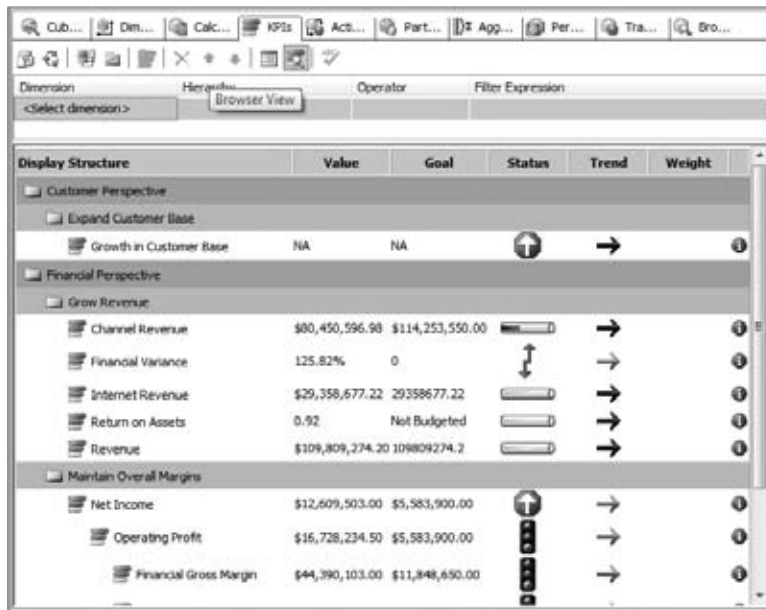 Cub... Dim... Calc... KPIs Acti... Part... Agg... Per... Tra... Bro...
Dimension Hierarchy Operator Filter Expression
<Select dimension> Browser View
Display Structure Value Goal Status Trend Weight
Customer Perspective
Expand Customer Base
Growth in Customer Base NA NA
Financial Perspective
Grow Revenue
Channel Revenue $80,450,596.98 $114,253,550.00
Financial Variance 125.82% 0
Internet Revenue $29,358,677.22 29358677.22
Return on Assets 0.92 Not Budgeted
Revenue $109,809,274.20 109809274.2
Maintain Overall Margins
Net Income $12,609,503.00 $5,583,900.00
Operating Profit $16,728,234.50 $5,583,900.00
Financial Gross Margin $44,390,103.00 $11,848,650.00